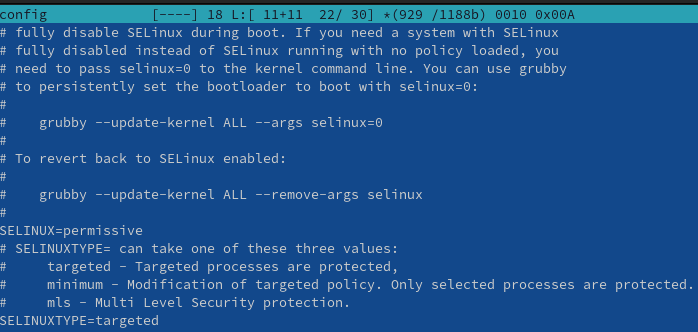 config [----] 18 L:[ 11+11 22/ 30] *(929 /1188b) 0010 0x00A
# fully disable SELinux during boot. If you need a system with SELinux
# fully disabled instead of SELinux running with no policy loaded, you
# need to pass selinux=0 to the kernel command line. You can use grubby
# to persistently set the bootloader to boot with selinux=0:
#
#    grubby --update-kernel ALL --args selinux=0
#
# To revert back to SELinux enabled:
#
#    grubby --update-kernel ALL --remove-args selinux
#
SELINUX=permissive
# SELINUXTYPE= can take one of these three values:
#     targeted - Targeted processes are protected,
#     minimum - Modification of targeted policy. Only selected processes are protected.
#     mls - Multi Level Security protection.
SELINUXTYPE=targeted